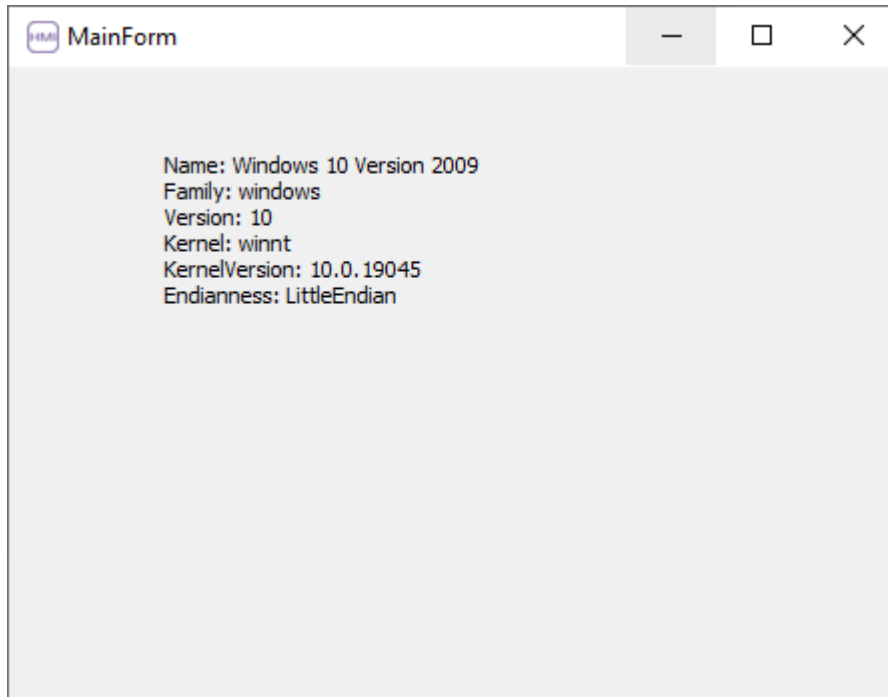 HMI MainForm
Name: Windows 10 Version 2009
Family: windows
Version: 10
Kernel: winnt
KernelVersion: 10.0.19045
Endianness: LittleEndian